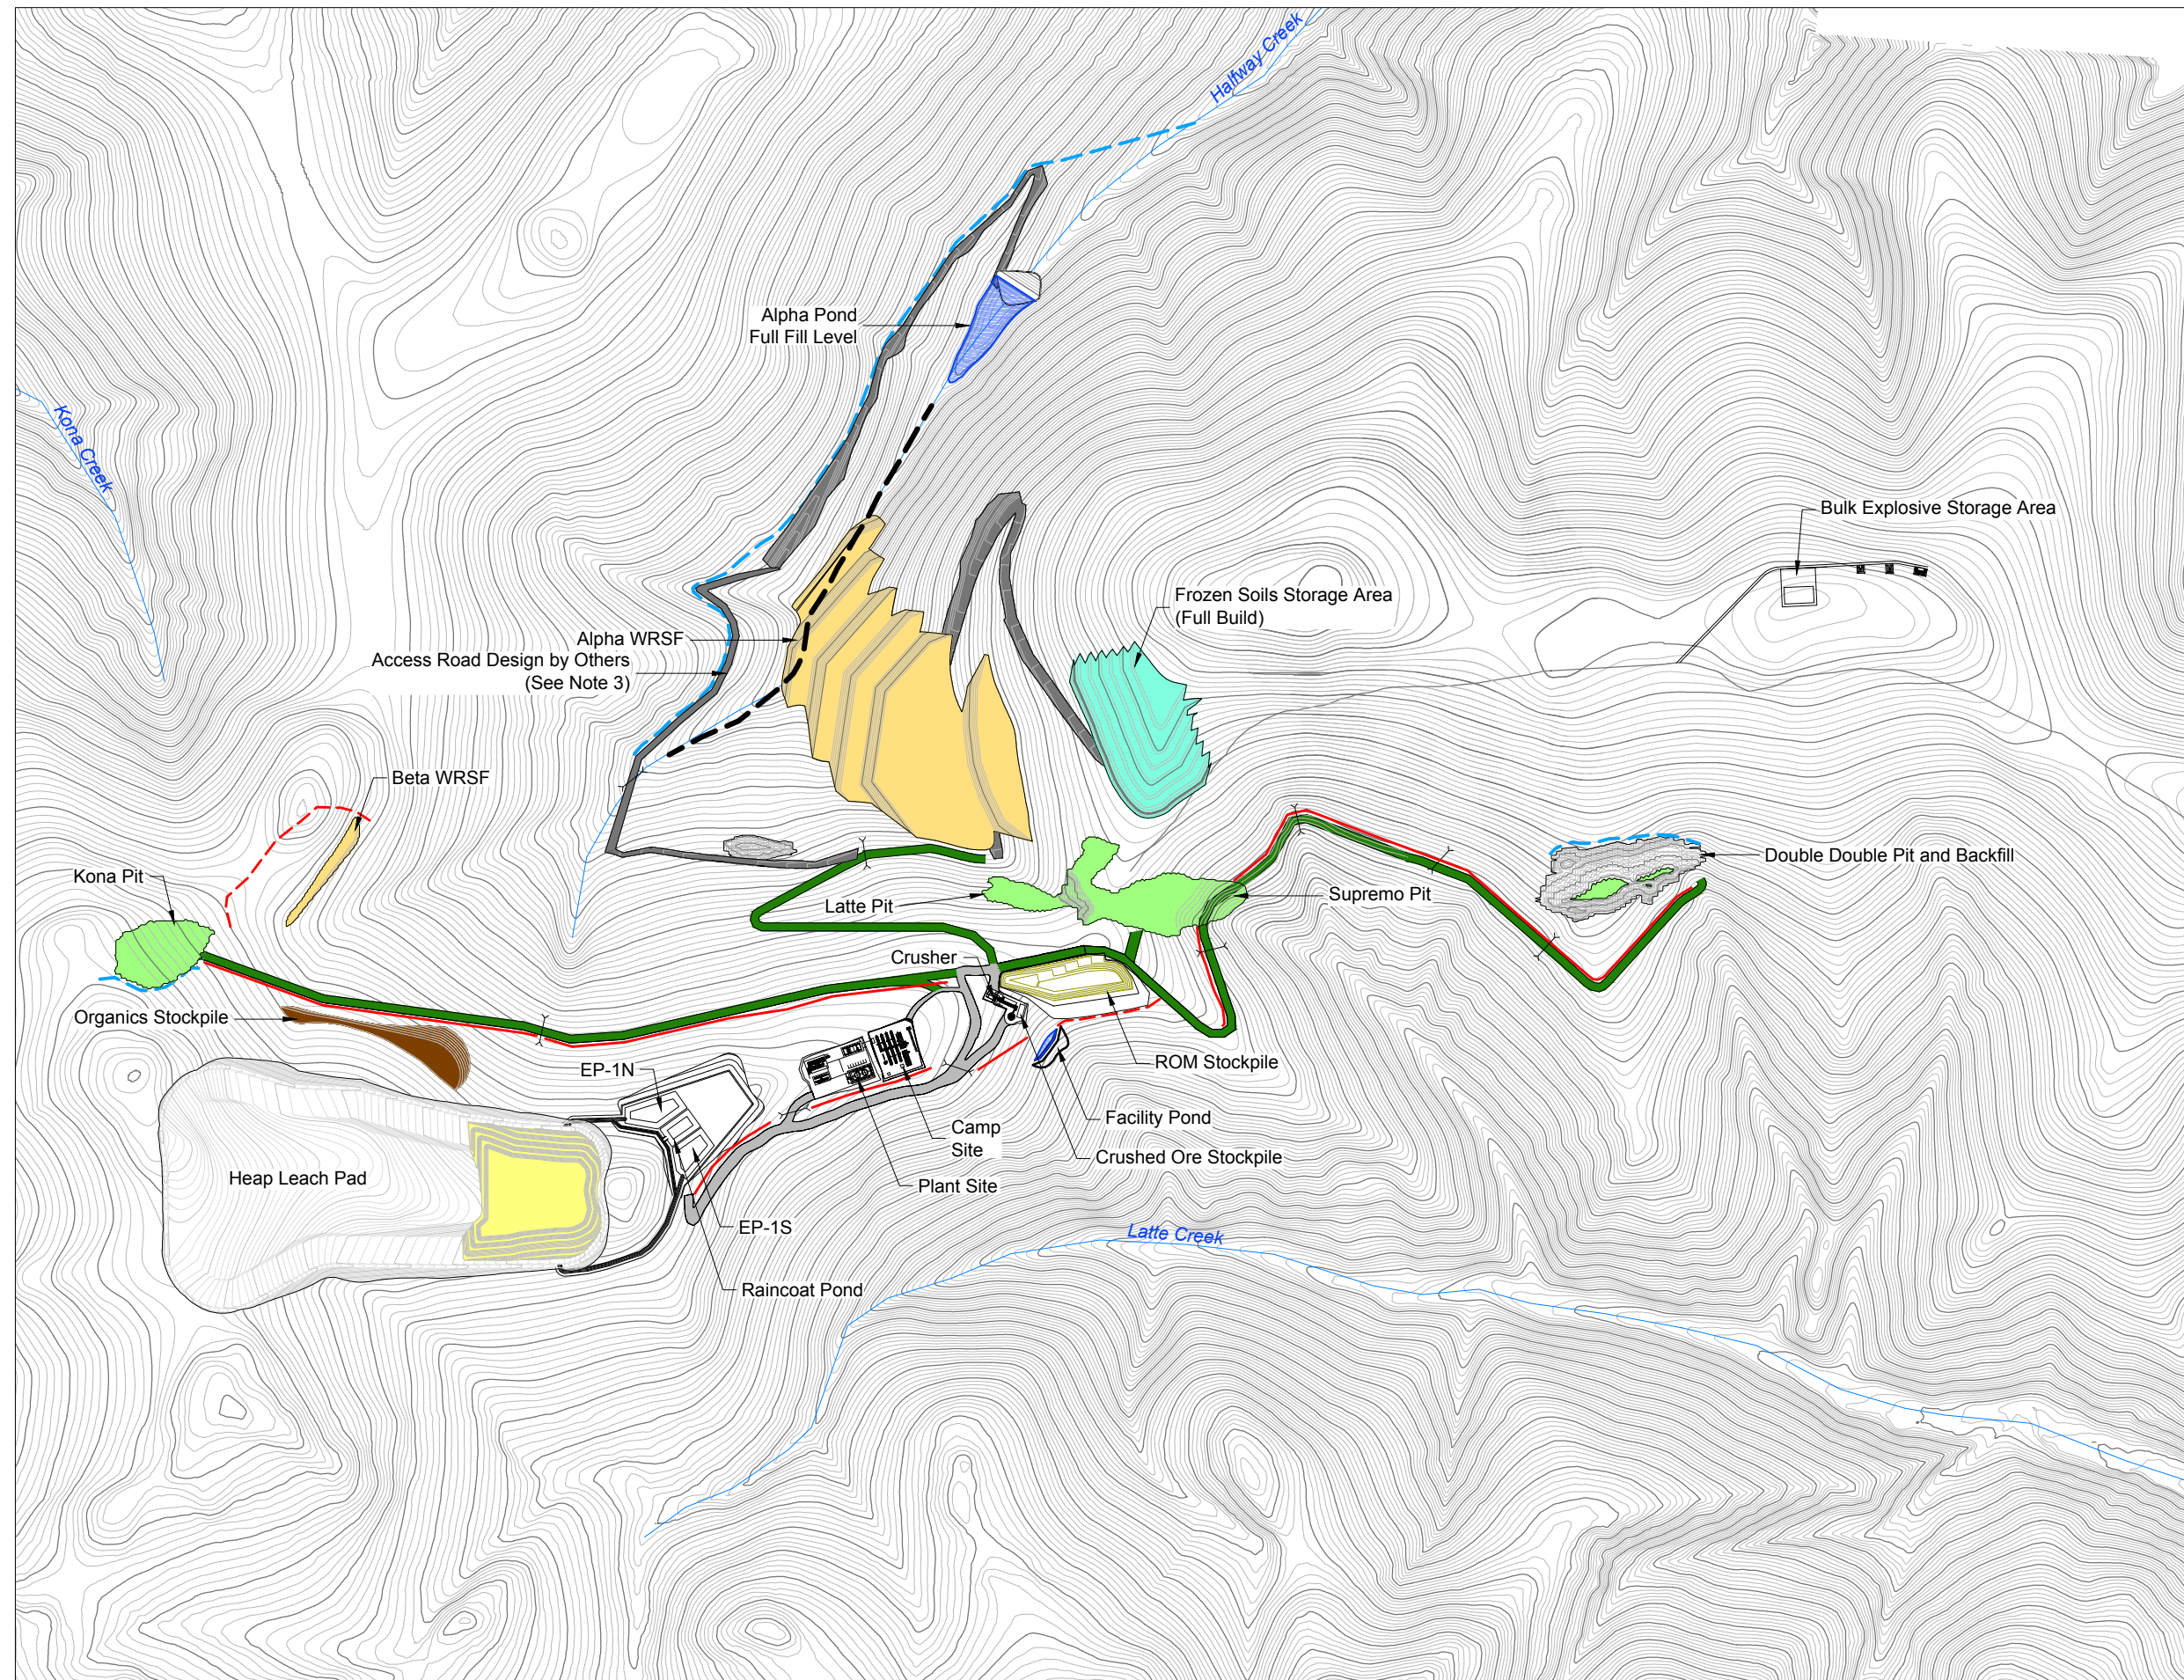 Halfway Creek
Alpha Pond
Full Fill Level
Kona Creek
Bulk Explosive Storage Area
Frozen Soils Storage Area
(Full Build)
Alpha WRSF
Access Road Design by Others
(See Note 3)
Beta WRSF
Double Double Pit and Backfill
Kona Pit
Latte Pit
Supremo Pit
Crusher
Organics Stockpile
ROM Stockpile
EP-1N
Facility Pond
Camp
Site
Crushed Ore Stockpile
Heap Leach Pad
Plant Site
EP-1S
Latte Creek
Raincoat Pond